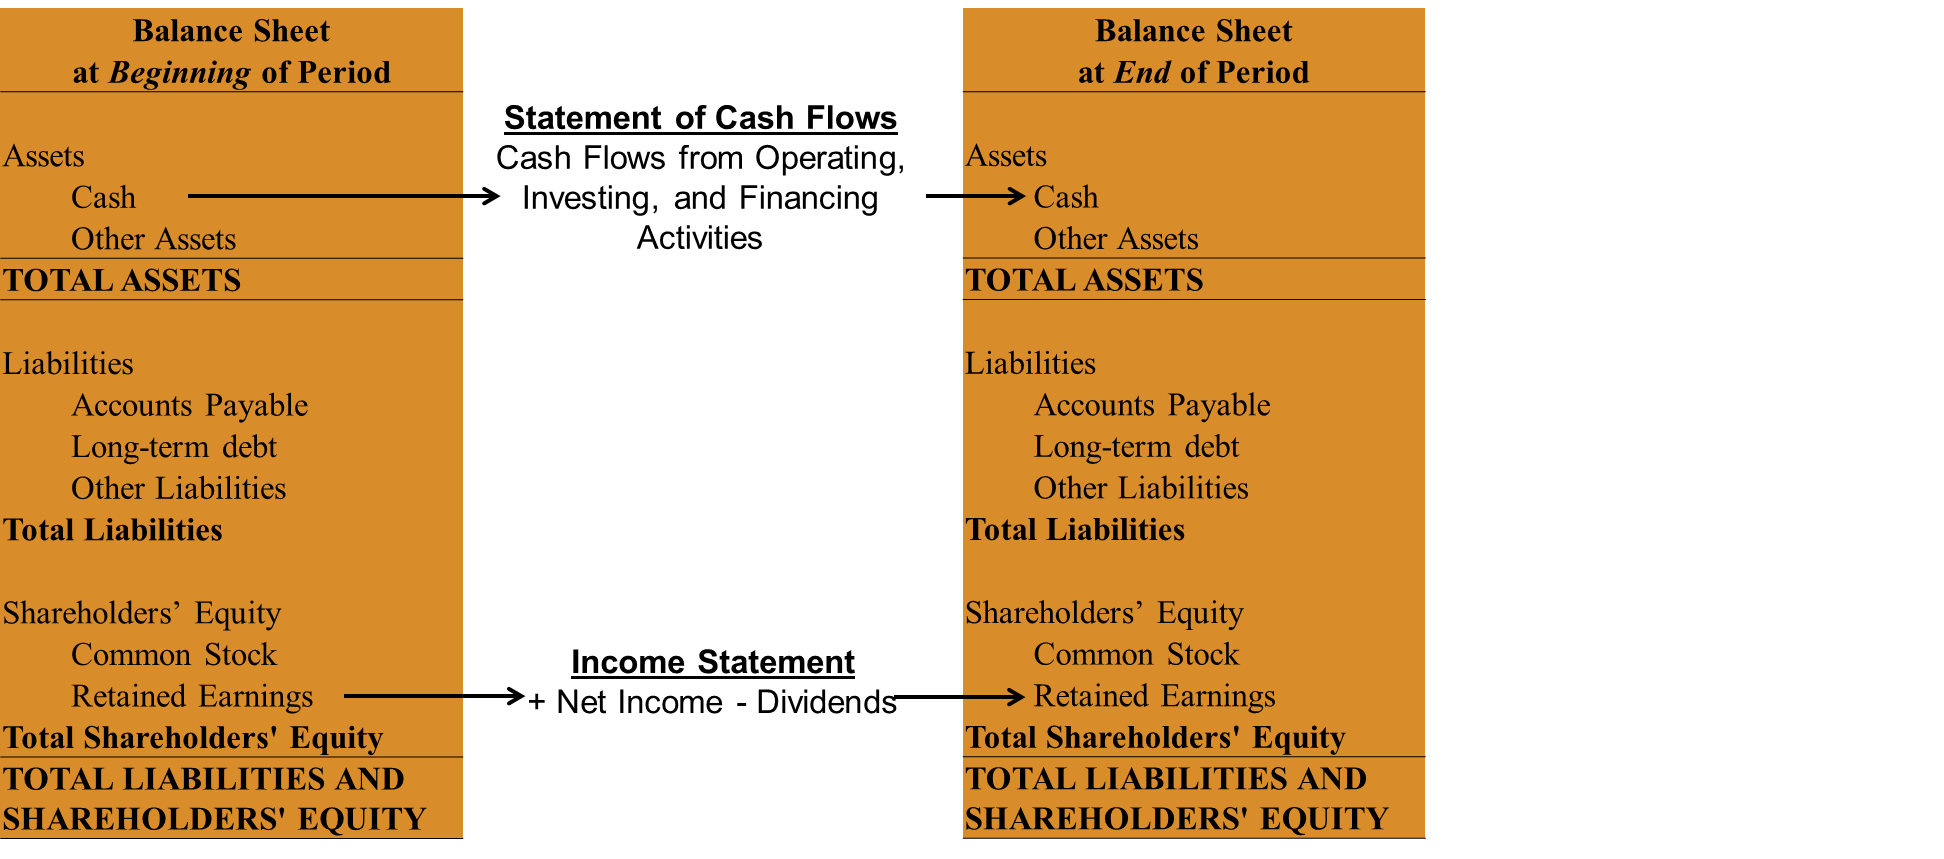 Balance Sheet
at Beginning of Period
Assets
Cash
Other Assets
TOTAL ASSETS
Liabilities
Accounts Payable
Long-term debt
Other Liabilities
Total Liabilities
Shareholders’ Equity
Common Stock
Retained Earnings
Total Shareholders' Equity
TOTAL LIABILITIES AND
SHAREHOLDERS' EQUITY
Statement of Cash Flows
Cash Flows from Operating,
Investing, and Financing
Activities
Income Statement
+ Net Income - Dividends
Balance Sheet
at End of Period
Assets
Cash
Other Assets
TOTAL ASSETS
Liabilities
Accounts Payable
Long-term debt
Other Liabilities
Total Liabilities
Shareholders’ Equity
Common Stock
Retained Earnings
Total Shareholders' Equity
TOTAL LIABILITIES AND
SHAREHOLDERS' EQUITY